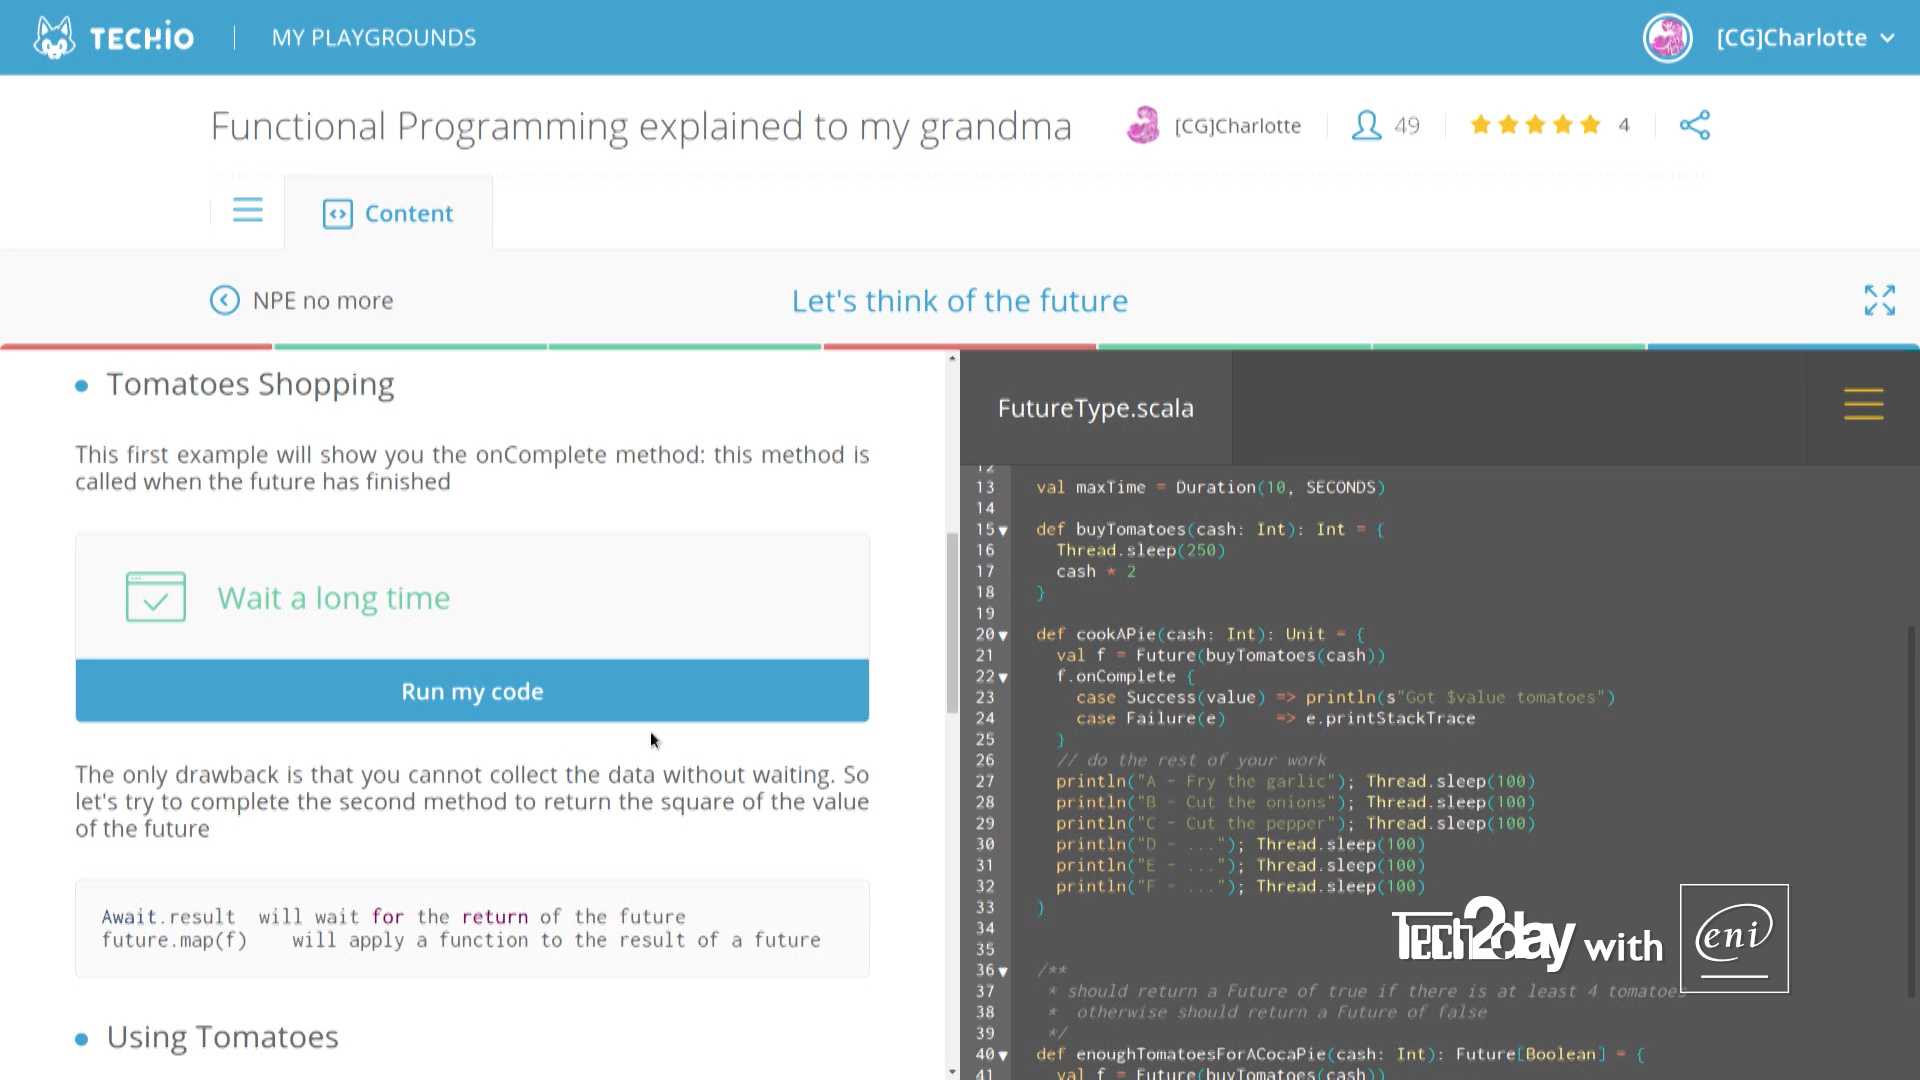 TECH.IO
MY PLAYGROUNDS
[CG]Charlotte
Functional Programming explained to my grandma
[CG]Charlotte
49
4
Content
NPE no more
Let's think of the future
Tomatoes Shopping
This first example will show you the onComplete method: this method is
called when the future has finished
Wait a long time
Run my code
The only drawback is that you cannot collect the data without waiting. So
let's try to complete the second method to return the square of the value
of the future
Await.result  will wait for the return of the future
future.map(f)    will apply a function to the result of a future
Using Tomatoes
FutureType.scala
12
13 val maxTime = Duration(10, SECONDS)
14
15 def buyTomatoes(cash: Int): Int = {
16   Thread.sleep(250)
17   cash * 2
18 }
19
20 def cookAPie(cash: Int): Unit = {
21   val f = Future(buyTomatoes(cash))
22   f.onComplete {
23     case Success(value) => println(s"Got $value tomatoes")
24     case Failure(e)     => e.printStackTrace
25   }
26   // do the rest of your work
27   println("A - Fry the garlic"); Thread.sleep(100)
28   println("B - Cut the onions"); Thread.sleep(100)
29   println("C - Cut the pepper"); Thread.sleep(100)
30   println("D - ..."); Thread.sleep(100)
31   println("E - ..."); Thread.sleep(100)
32   println("F - ..."); Thread.sleep(100)
33 }
34
35
36 /**
37  * should return a Future of true if there is at least 4 tomatoes
38  *  otherwise should return a Future of false
39  */
40 def enoughTomatoesForACocaPie(cash: Int): Future[Boolean] = {
41   val f = Future(buyTomatoes(cash))
Tech2day with eni